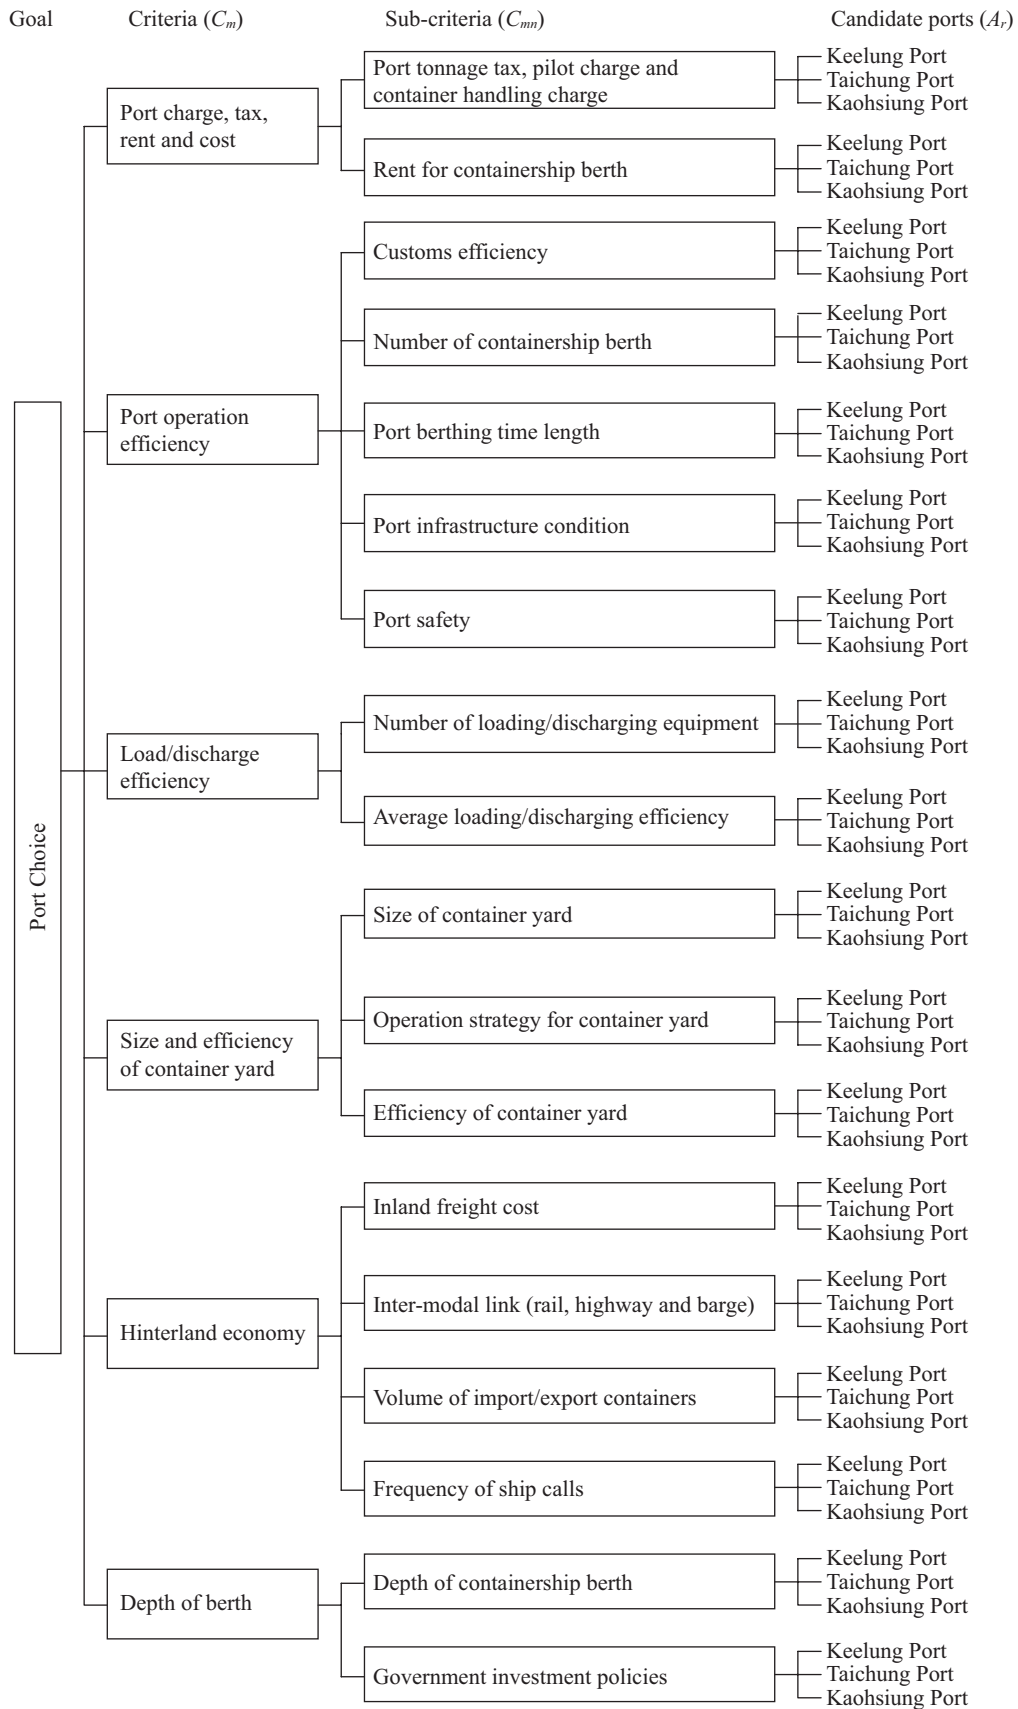 Goal
Criteria (Cm)
Sub-criteria (Cmn)
Candidate ports (Ar)
Port Choice
Port charge, tax,
rent and cost
Port tonnage tax, pilot charge and
container handling charge
Keelung Port
Taichung Port
Kaohsiung Port
Rent for containership berth
Keelung Port
Taichung Port
Kaohsiung Port
Port operation
efficiency
Customs efficiency
Keelung Port
Taichung Port
Kaohsiung Port
Number of containership berth
Keelung Port
Taichung Port
Kaohsiung Port
Port berthing time length
Keelung Port
Taichung Port
Kaohsiung Port
Port infrastructure condition
Keelung Port
Taichung Port
Kaohsiung Port
Port safety
Keelung Port
Taichung Port
Kaohsiung Port
Load/discharge
efficiency
Number of loading/discharging equipment
Keelung Port
Taichung Port
Kaohsiung Port
Average loading/discharging efficiency
Keelung Port
Taichung Port
Kaohsiung Port
Size and efficiency
of container yard
Size of container yard
Keelung Port
Taichung Port
Kaohsiung Port
Operation strategy for container yard
Keelung Port
Taichung Port
Kaohsiung Port
Efficiency of container yard
Keelung Port
Taichung Port
Kaohsiung Port
Hinterland economy
Inland freight cost
Keelung Port
Taichung Port
Kaohsiung Port
Inter-modal link (rail, highway and barge)
Keelung Port
Taichung Port
Kaohsiung Port
Volume of import/export containers
Keelung Port
Taichung Port
Kaohsiung Port
Frequency of ship calls
Keelung Port
Taichung Port
Kaohsiung Port
Depth of berth
Depth of containership berth
Keelung Port
Taichung Port
Kaohsiung Port
Government investment policies
Keelung Port
Taichung Port
Kaohsiung Port